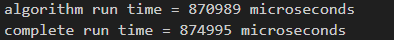 algorithm run time = 870989 microseconds
complete run time = 874995 microseconds